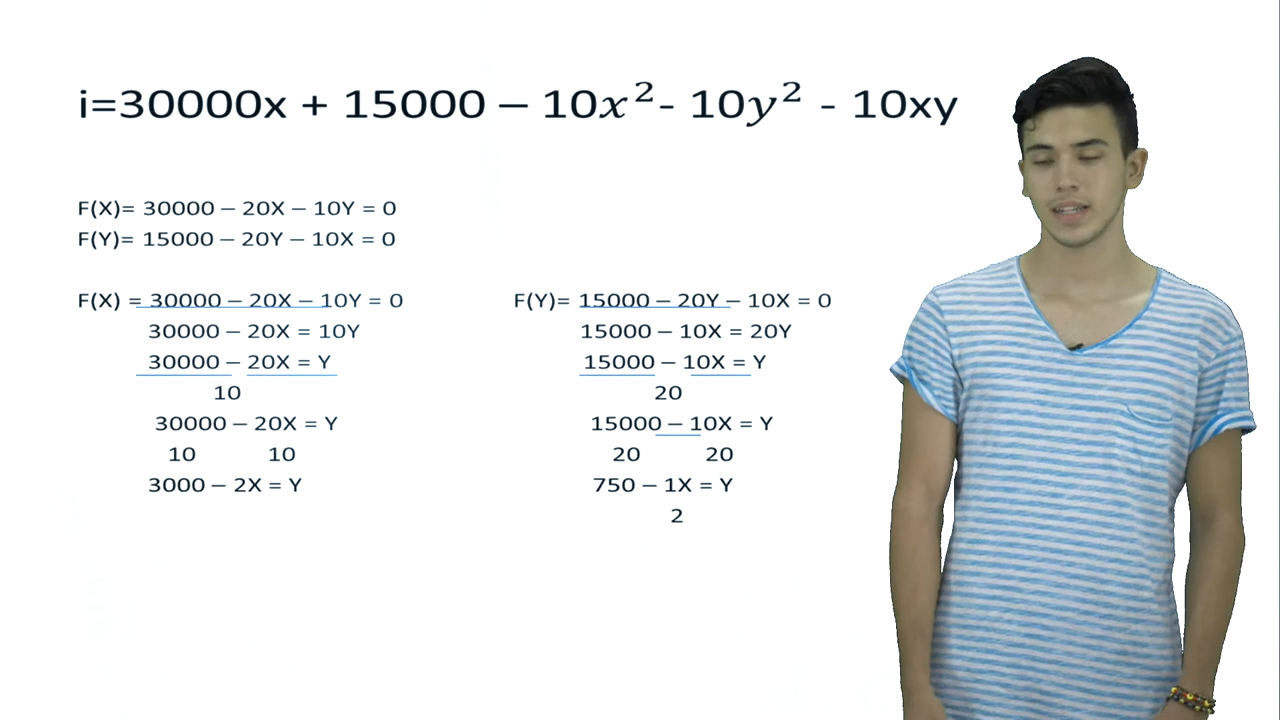 i=30000x + 15000 – 10x² - 10y² - 10xy
F(X)= 30000 – 20X – 10Y = 0
F(Y)= 15000 – 20Y – 10X = 0
F(X) = 30000 – 20X – 10Y = 0
30000 – 20X = 10Y
30000 – 20X = Y
10
30000 – 20X = Y
10 10
3000 – 2X = Y
F(Y)= 15000 – 20Y – 10X = 0
15000 – 10X = 20Y
15000 – 10X = Y
20
15000 – 10X = Y
20 20
750 – 1X = Y
2